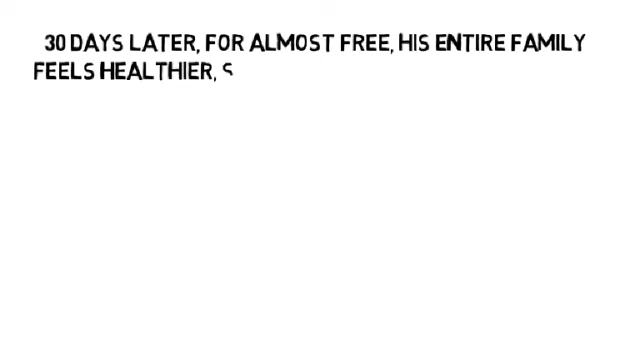 30 DAYS LATER, FOR ALMOST FREE, HIS ENTIRE FAMILY
FEELS HEALTHIER, S